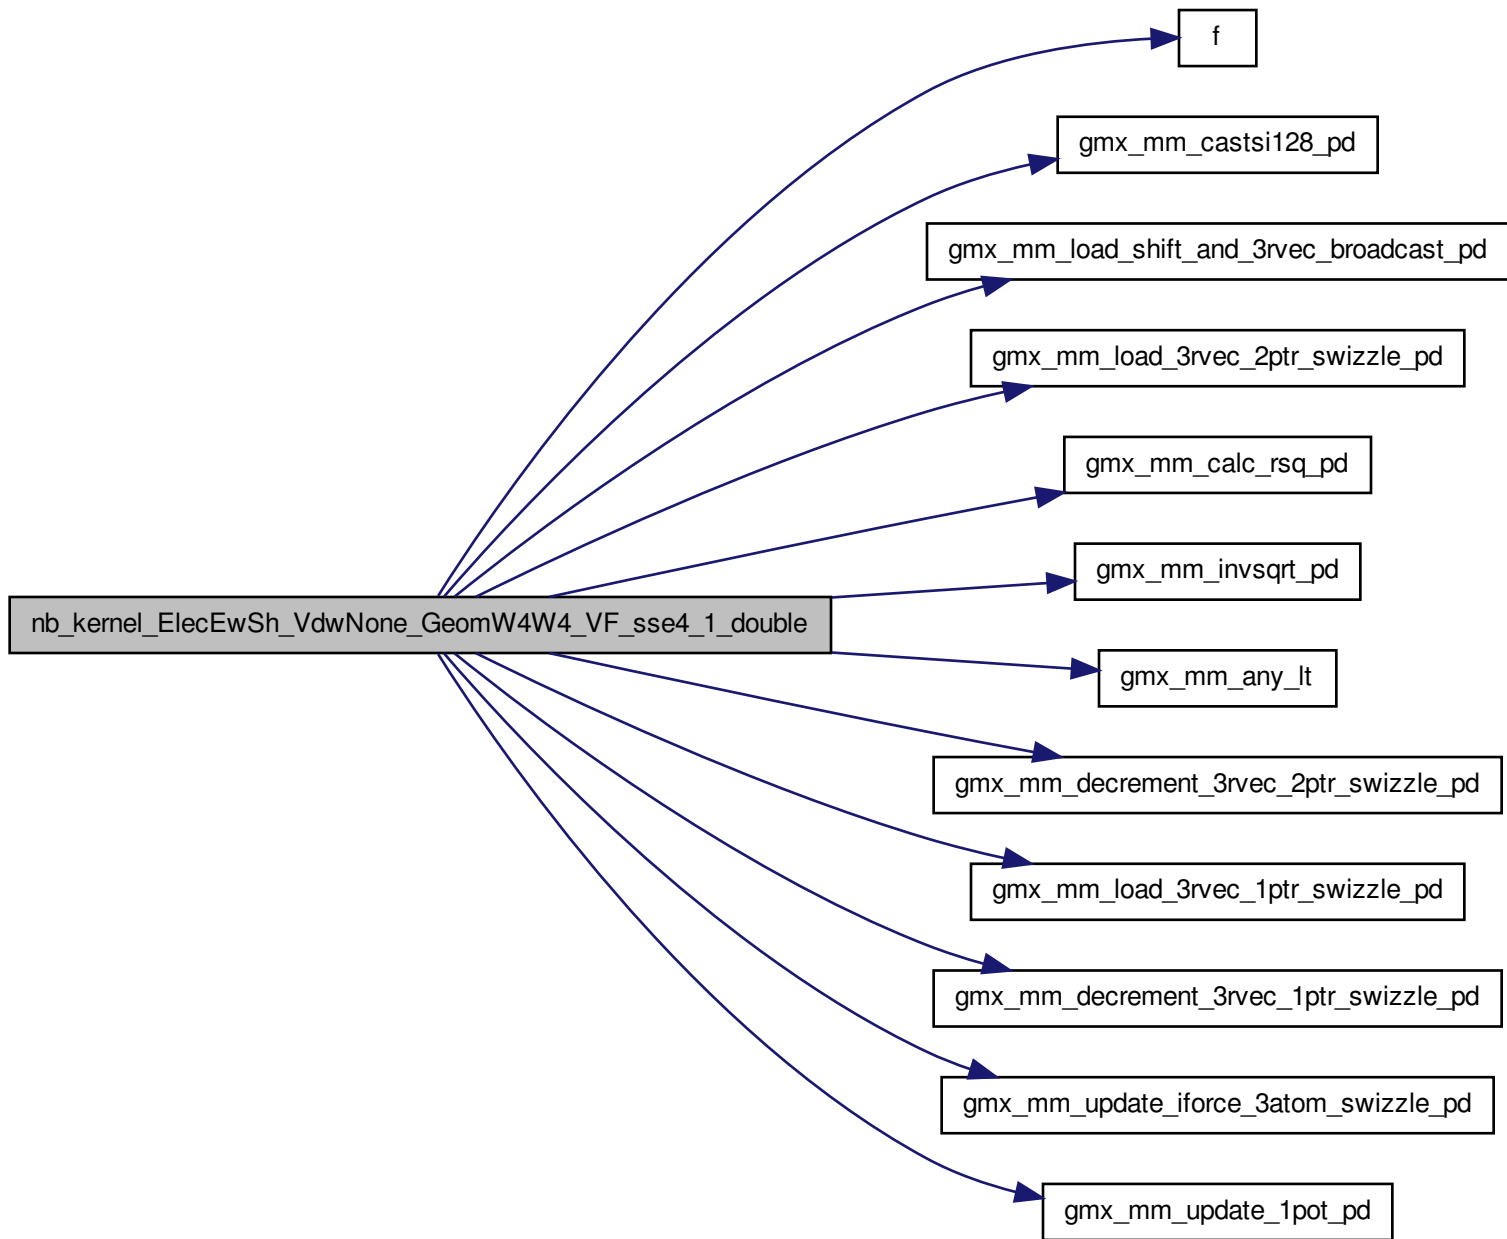 f
gmx_mm_castsi128_pd
gmx_mm_load_shift_and_3rvec_broadcast_pd
gmx_mm_load_3rvec_2ptr_swizzle_pd
gmx_mm_calc_rsq_pd
gmx_mm_invsqrt_pd
nb_kernel_ElecEwSh_VdwNone_GeomW4W4_VF_sse4_1_double
gmx_mm_any_lt
gmx_mm_decrement_3rvec_2ptr_swizzle_pd
gmx_mm_load_3rvec_1ptr_swizzle_pd
gmx_mm_decrement_3rvec_1ptr_swizzle_pd
gmx_mm_update_iforce_3atom_swizzle_pd
gmx_mm_update_1pot_pd